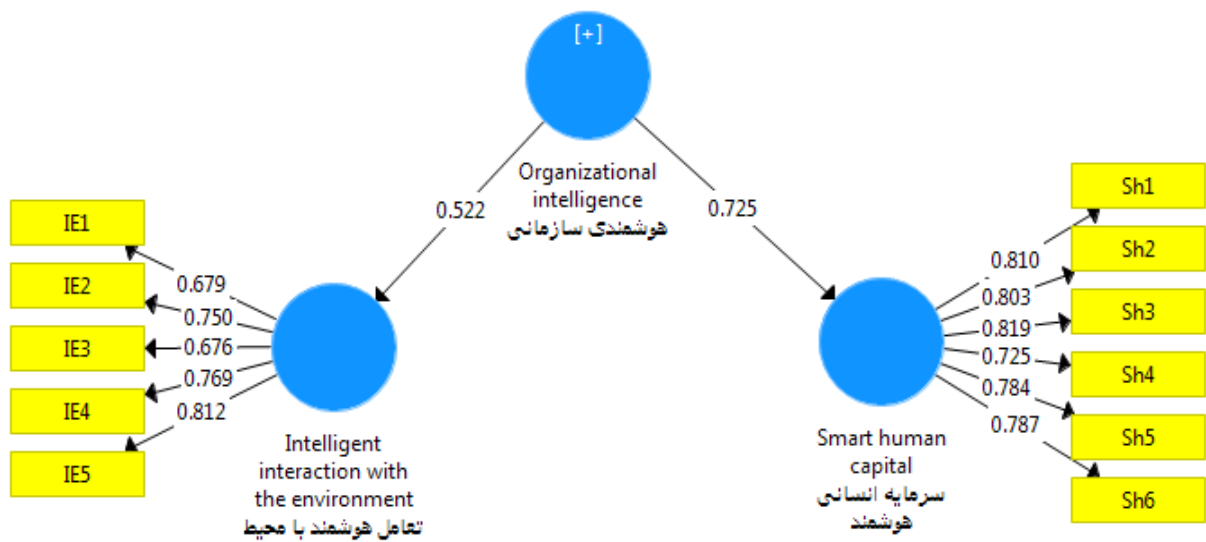 [+]
Organizational
intelligence
هوشمندی سازمانی
0.522
0.725
IE1
IE2
IE3
IE4
IE5
0.679
0.750
0.676
0.769
0.812
Intelligent
interaction with
the environment
تعامل هوشمند با محیط
Sh1
Sh2
Sh3
Sh4
Sh5
Sh6
0.810
0.803
0.819
0.725
0.784
0.787
Smart human
capital
سرمایه انسانی
هوشمند